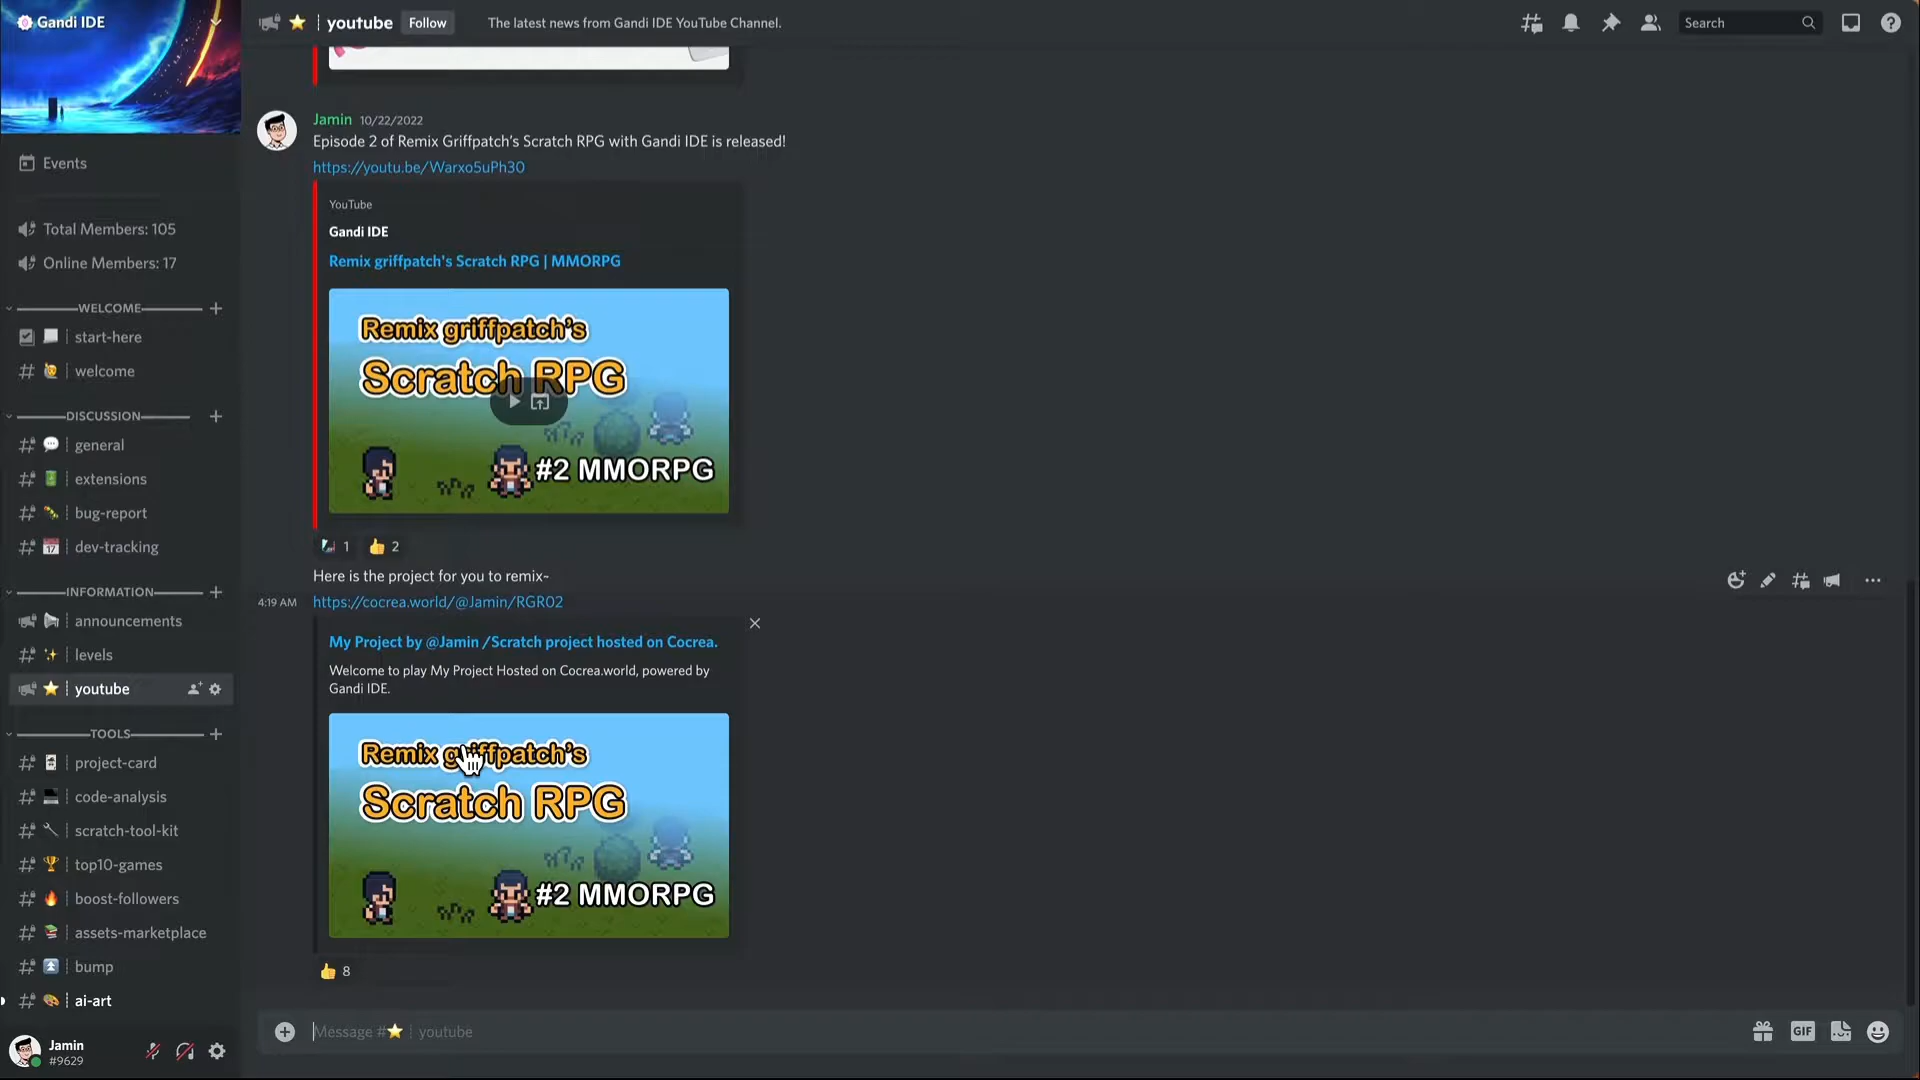 Gandi IDE
Events
Total Members: 105
Online Members: 17
WELCOME
start-here
# welcome
DISCUSSION
# general
# extensions
# bug-report
# 17 dev-tracking
INFORMATION
announcements
# levels
youtube
TOOLS
# project-card
# code-analysis
# scratch-tool-kit
# top10-games
# boost-followers
# assets-marketplace
# bump
# ai-art
Jamin
#9629
youtube Follow The latest news from Gandi IDE YouTube Channel.
Search
Jamin 10/22/2022
Episode 2 of Remix Griffpatch's Scratch RPG with Gandi IDE is released!
https://youtu.be/Warxo5uPh30
YouTube
Gandi IDE
Remix griffpatch's Scratch RPG | MMORPG
Remix griffpatch's
Scratch RPG
#2 MMORPG
1 2
Here is the project for you to remix~
4:19 AM https://cocrea.world/@Jamin/RGR02
My Project by @Jamin /Scratch project hosted on Cocrea.
Welcome to play My Project Hosted on Cocrea.world, powered by
Gandi IDE.
Remix griffpatch's
Scratch RPG
#2 MMORPG
8
Message #⭐ | youtube
GIF